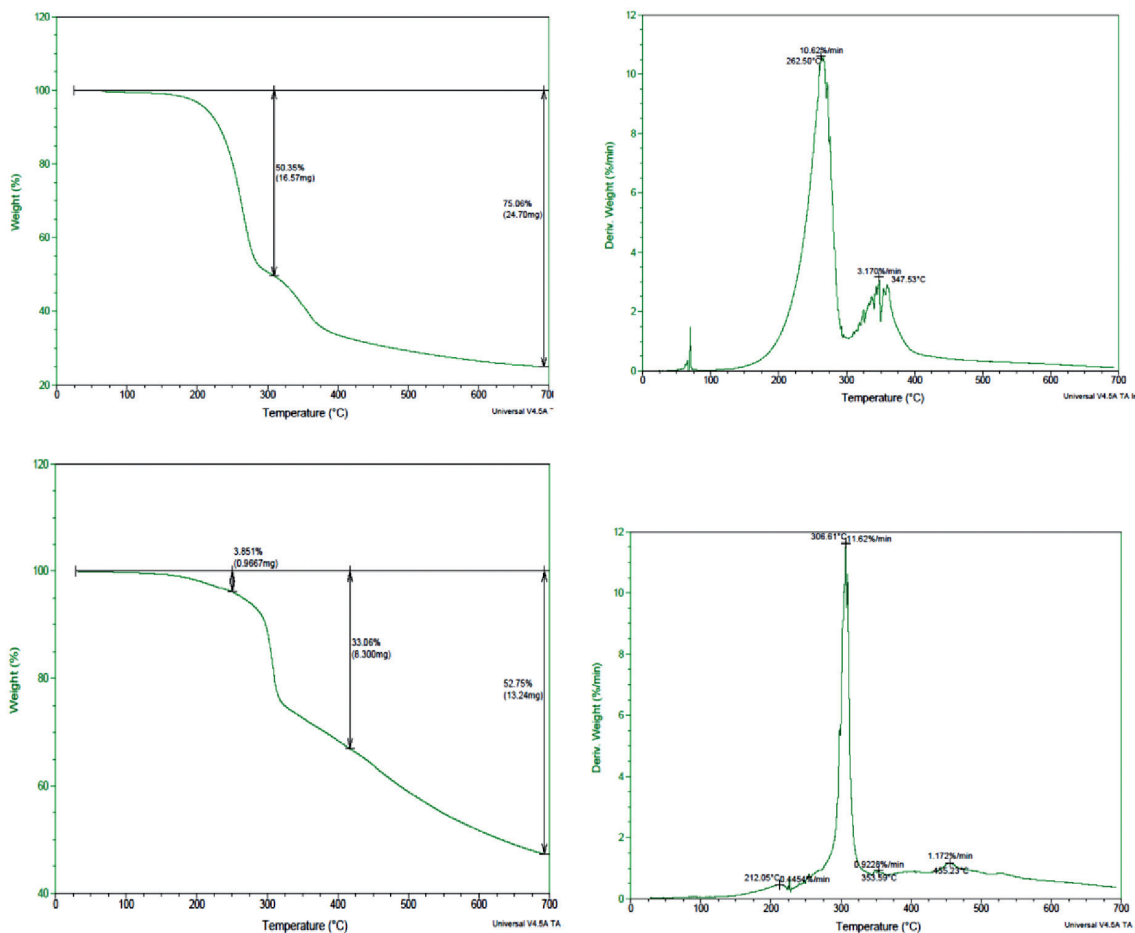 120
100
80
60
40
20
Weight (%)
50.35%
(16.57mg)
75.06%
(24.70mg)
0 100 200 300 400 500 600 700
Temperature (°C)
Universal V4.5A
12
10
8
6
4
2
0
Deriv. Weight (%/min)
10.62%/min
262.50°C
3.170%/min
347.53°C
0 100 200 300 400 500 600 700
Temperature (°C)
Universal V4.5A TA
120
100
80
60
40
Weight (%)
3.851%
(0.9667mg)
33.06%
(8.300mg)
52.75%
(13.24mg)
0 100 200 300 400 500 600 700
Temperature (°C)
Universal V4.5A TA
12
10
8
6
4
2
0
Deriv. Weight (%/min)
306.61°C 11.62%/min
212.05°C 0.4454%/min
0.9228%/min
353.59°C
1.172%/min
455.23°C
0 100 200 300 400 500 600 700
Temperature (°C)
Universal V4.5A TA